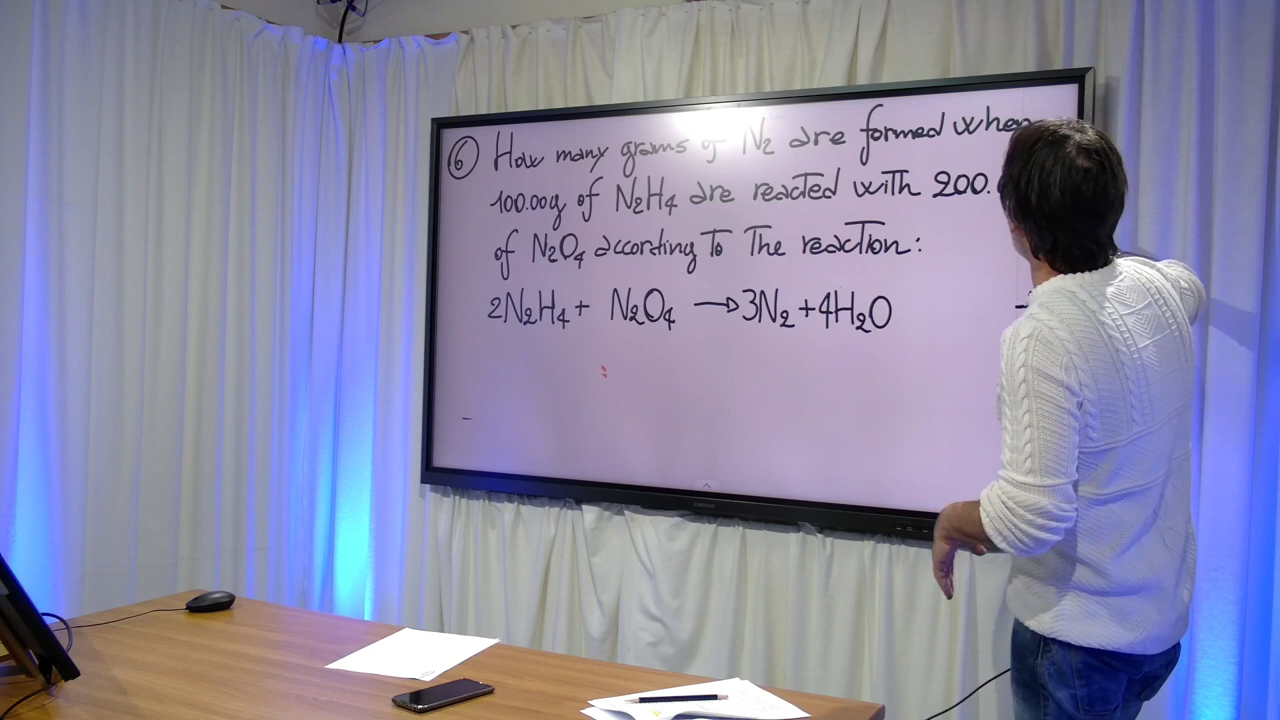 ⑥ How many grams of N₂ are formed when
100.00g of N₂H₄ are reacted with 200.
of N₂O₄ according to the reaction:
2N₂H₄ + N₂O₄ → 3N₂ + 4H₂O
SAMSUNG